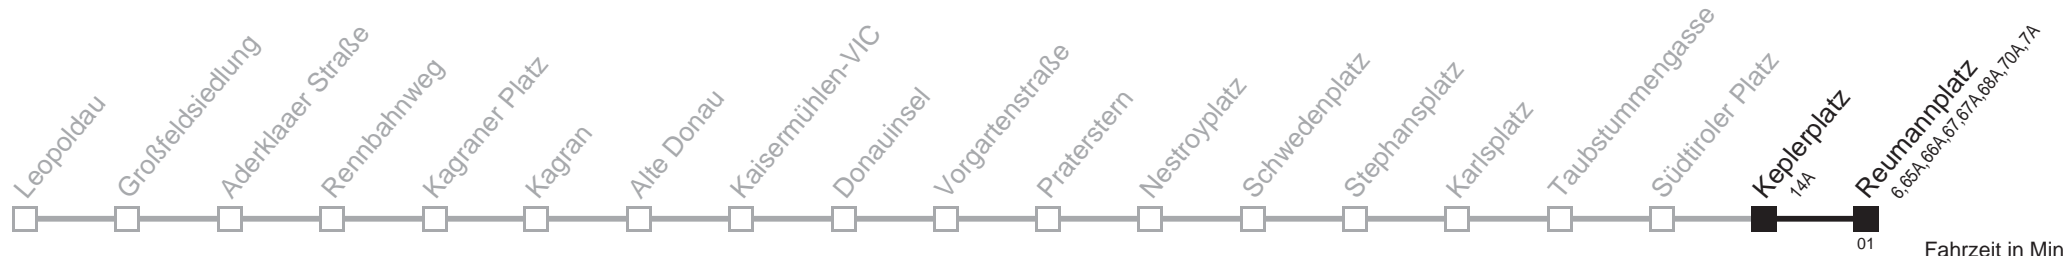 Leopoldau
Großfeldsiedlung
Aderklaaer Straße
Rennbahnweg
Kagraner Platz
Kagran
Alte Donau
Kaisermühlen-VIC
Donauinsel
Vorgartenstraße
Praterstern
Nestroyplatz
Schwedenplatz
Stephansplatz
Karlsplatz
Taubstummengasse
Südtiroler Platz
Keplerplatz
14A
Reumannplatz
6,65A,66A,67,67A,68A,70A,7A
01
Fahrzeit in Min